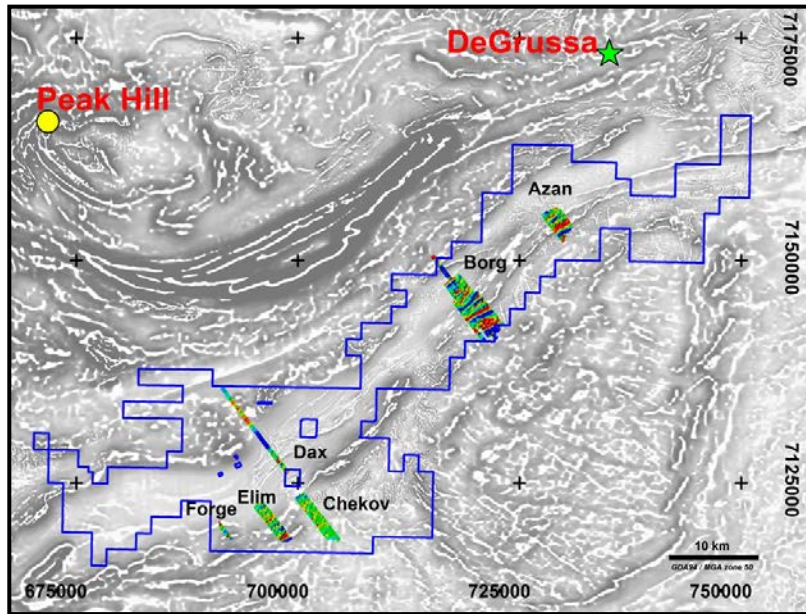 DeGrussa
7175000
Peak Hill
Azan
7150000
Borg
Dax
7125000
Forge
Elim
Chekov
10 km
GDA94 / MGA zone 50
675000
700000
725000
750000